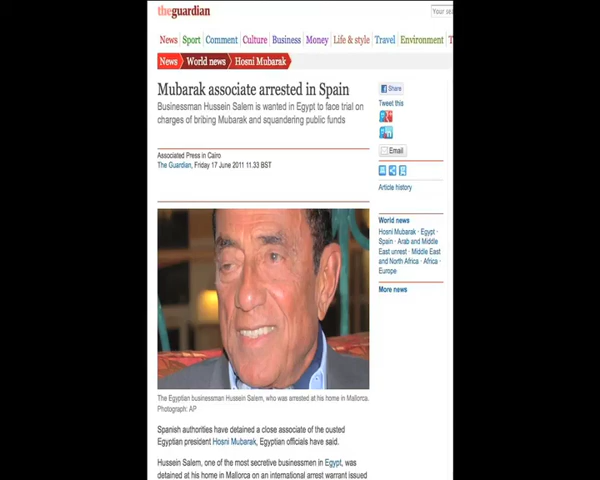 theguardian
Your se
News Sport Comment Culture Business Money Life & style Travel Environment T
News World news Hosni Mubarak
Mubarak associate arrested in Spain
Businessman Hussein Salem is wanted in Egypt to face trial on
charges of bribing Mubarak and squandering public funds
Share
Tweet this
Email
Article history
Associated Press in Cairo
The Guardian, Friday 17 June 2011 11.33 BST
World news
Hosni Mubarak · Egypt ·
Spain · Arab and Middle
East unrest · Middle East
and North Africa · Africa ·
Europe
More news
The Egyptian businessman Hussein Salem, who was arrested at his home in Mallorca.
Photograph: AP
Spanish authorities have detained a close associate of the ousted
Egyptian president Hosni Mubarak, Egyptian officials have said.
Hussein Salem, one of the most secretive businessmen in Egypt, was
detained at his home in Mallorca on an international arrest warrant issued